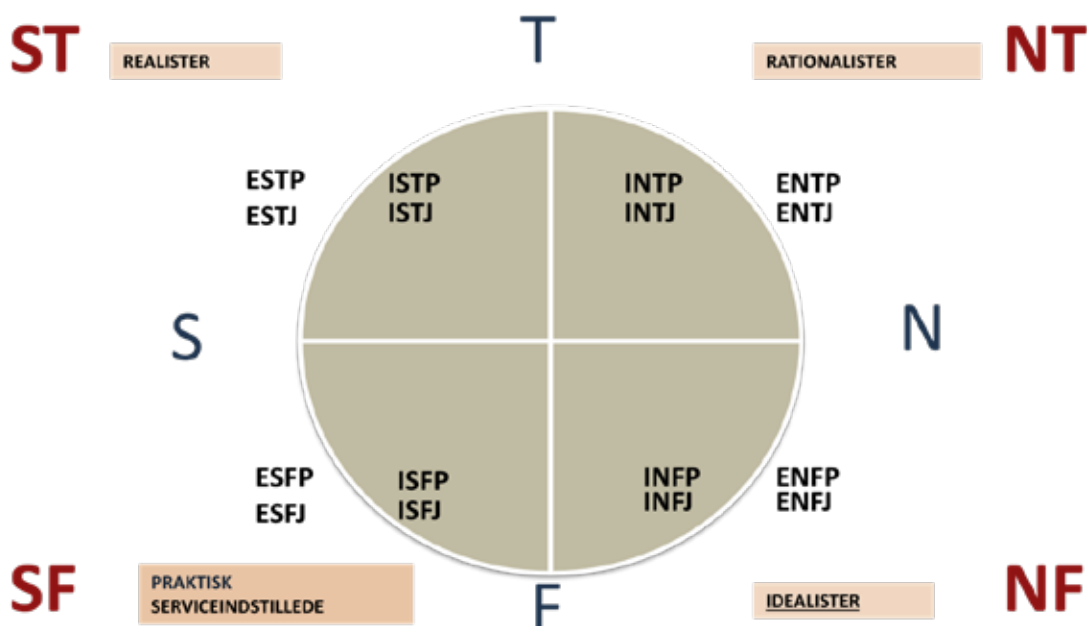 ST
REALISTER
T
RATIONALISTER
NT
ESTP
ESTJ
ISTP
ISTJ
INTP
INTJ
ENTP
ENTJ
S
N
ESFP
ESFJ
ISFP
ISFJ
INFP
INFJ
ENFP
ENFJ
SF
PRAKTISK
SERVICEINDSTILLEDE
F
IDEALISTER
NF